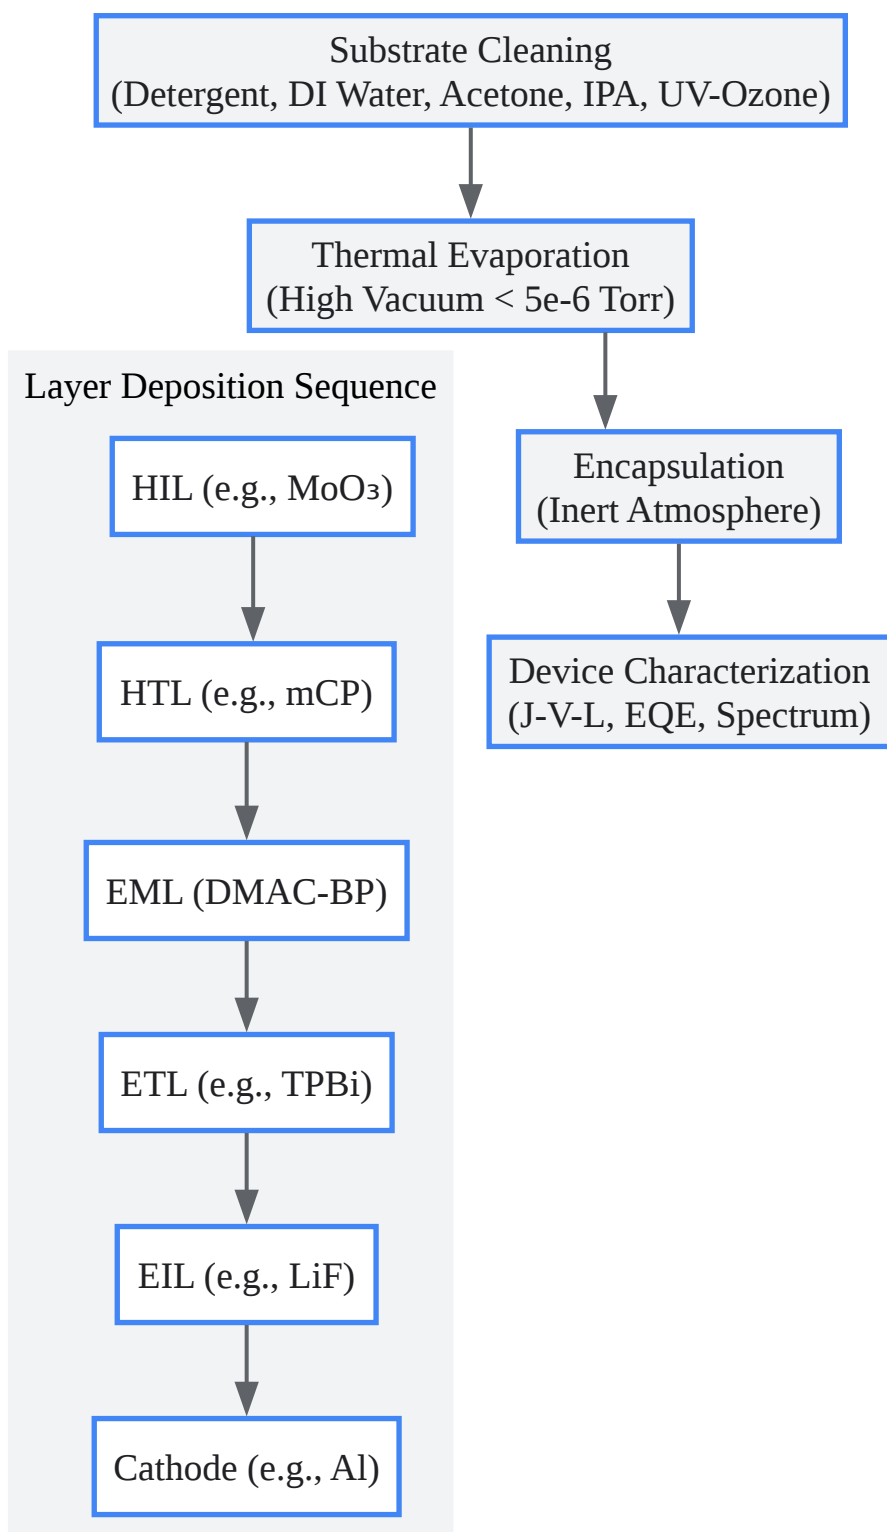 Substrate Cleaning
(Detergent, DI Water, Acetone, IPA, UV-Ozone)
Thermal Evaporation
(High Vacuum < 5e-6 Torr)
Encapsulation
(Inert Atmosphere)
Device Characterization
(J-V-L, EQE, Spectrum)
Layer Deposition Sequence
HIL (e.g., MoO₃)
HTL (e.g., mCP)
EML (DMAC-BP)
ETL (e.g., TPBi)
EIL (e.g., LiF)
Cathode (e.g., Al)